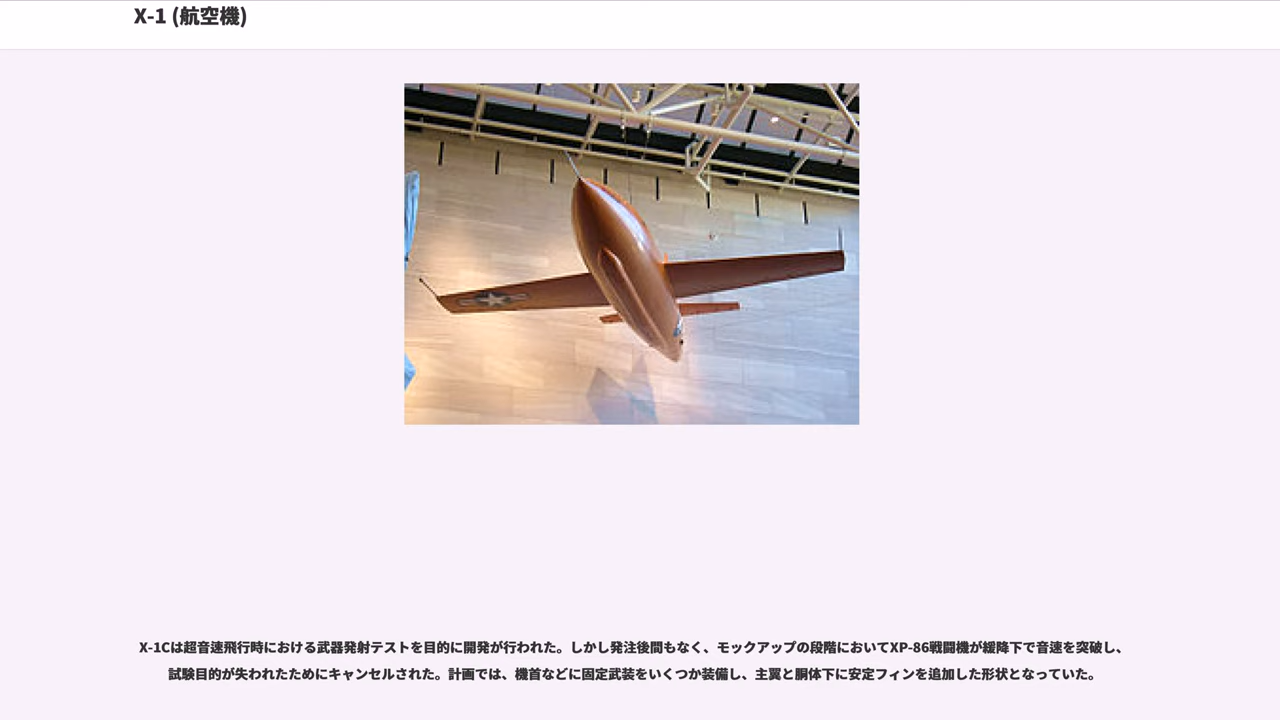 X-1 (航空機)
X-1Cは超音速飛行時における武器発射テストを目的に開発が行われた。しかし発注後間もなく、モックアップの段階においてXP-86戦闘機が緩降下で音速を突破し、
試験目的が失われたためにキャンセルされた。計画では、機首などに固定武装をいくつか装備し、主翼と胴体下に安定フィンを追加した形状となっていた。